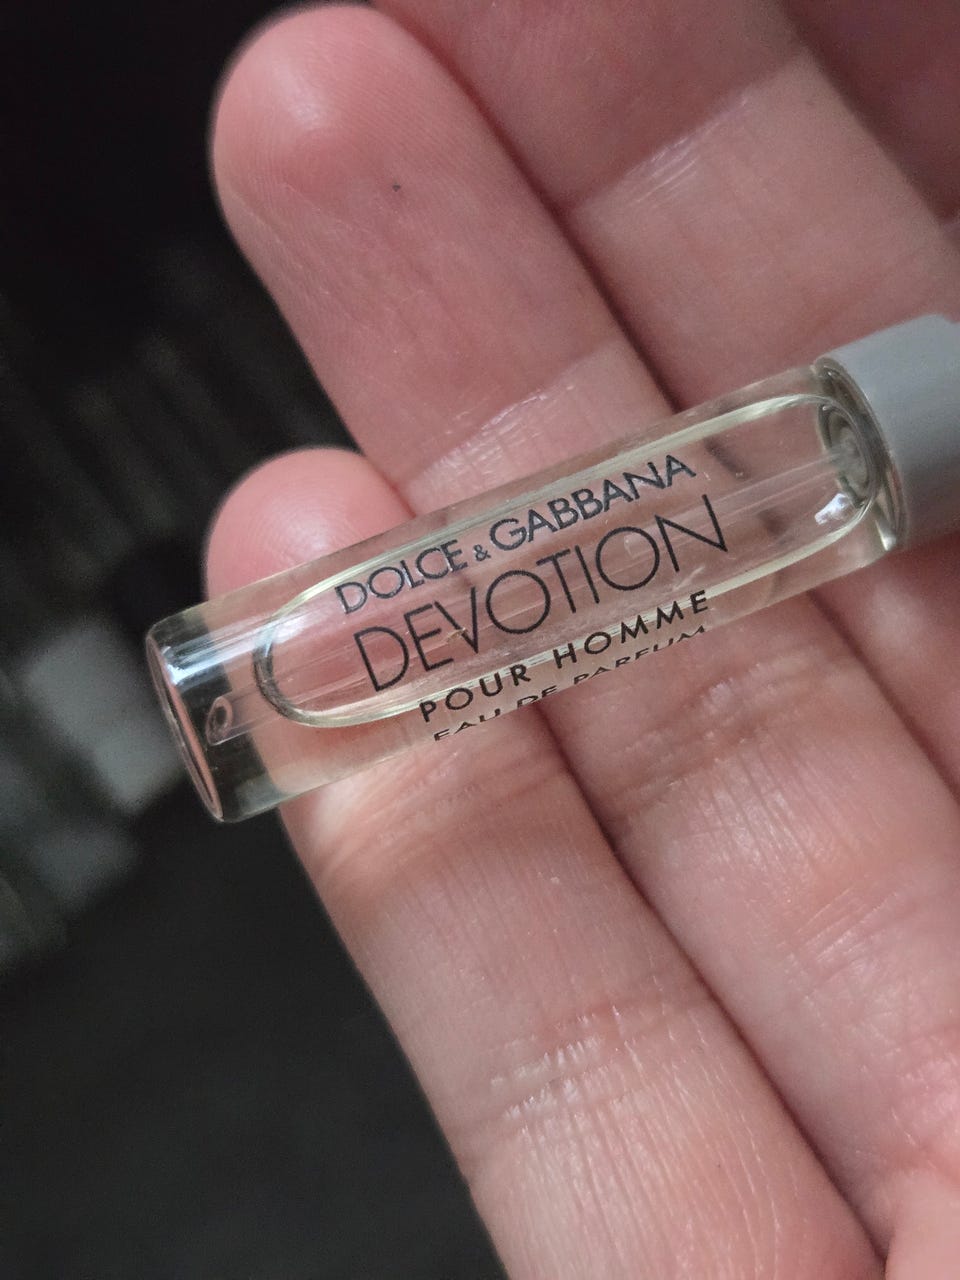 DOLCE & GABBANA
DEVOTION
POUR HOMME
EAU DE PARFUM